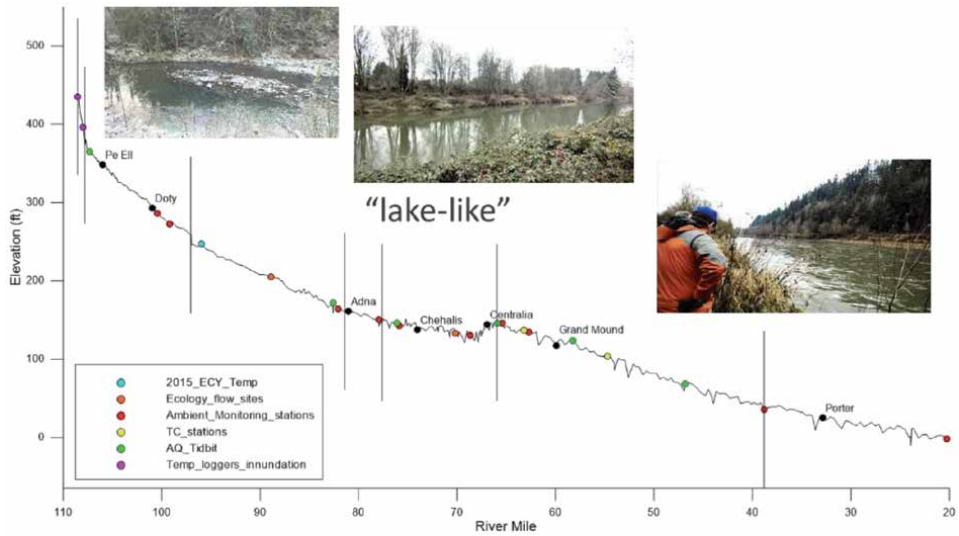 500
400
300
200
100
0
Elevation (ft)
Pe Ell
Doty
Adna
Chehalis
Centralia
Grand Mound
Porter
“lake-like”
2015_ECY_Temp
Ecology_flow_sites
Ambient_Monitoring_stations
TC_stations
AQ_Tidbit
Temp_loggers_innundation
110 100 90 80 70 60 50 40 30 20
River Mile